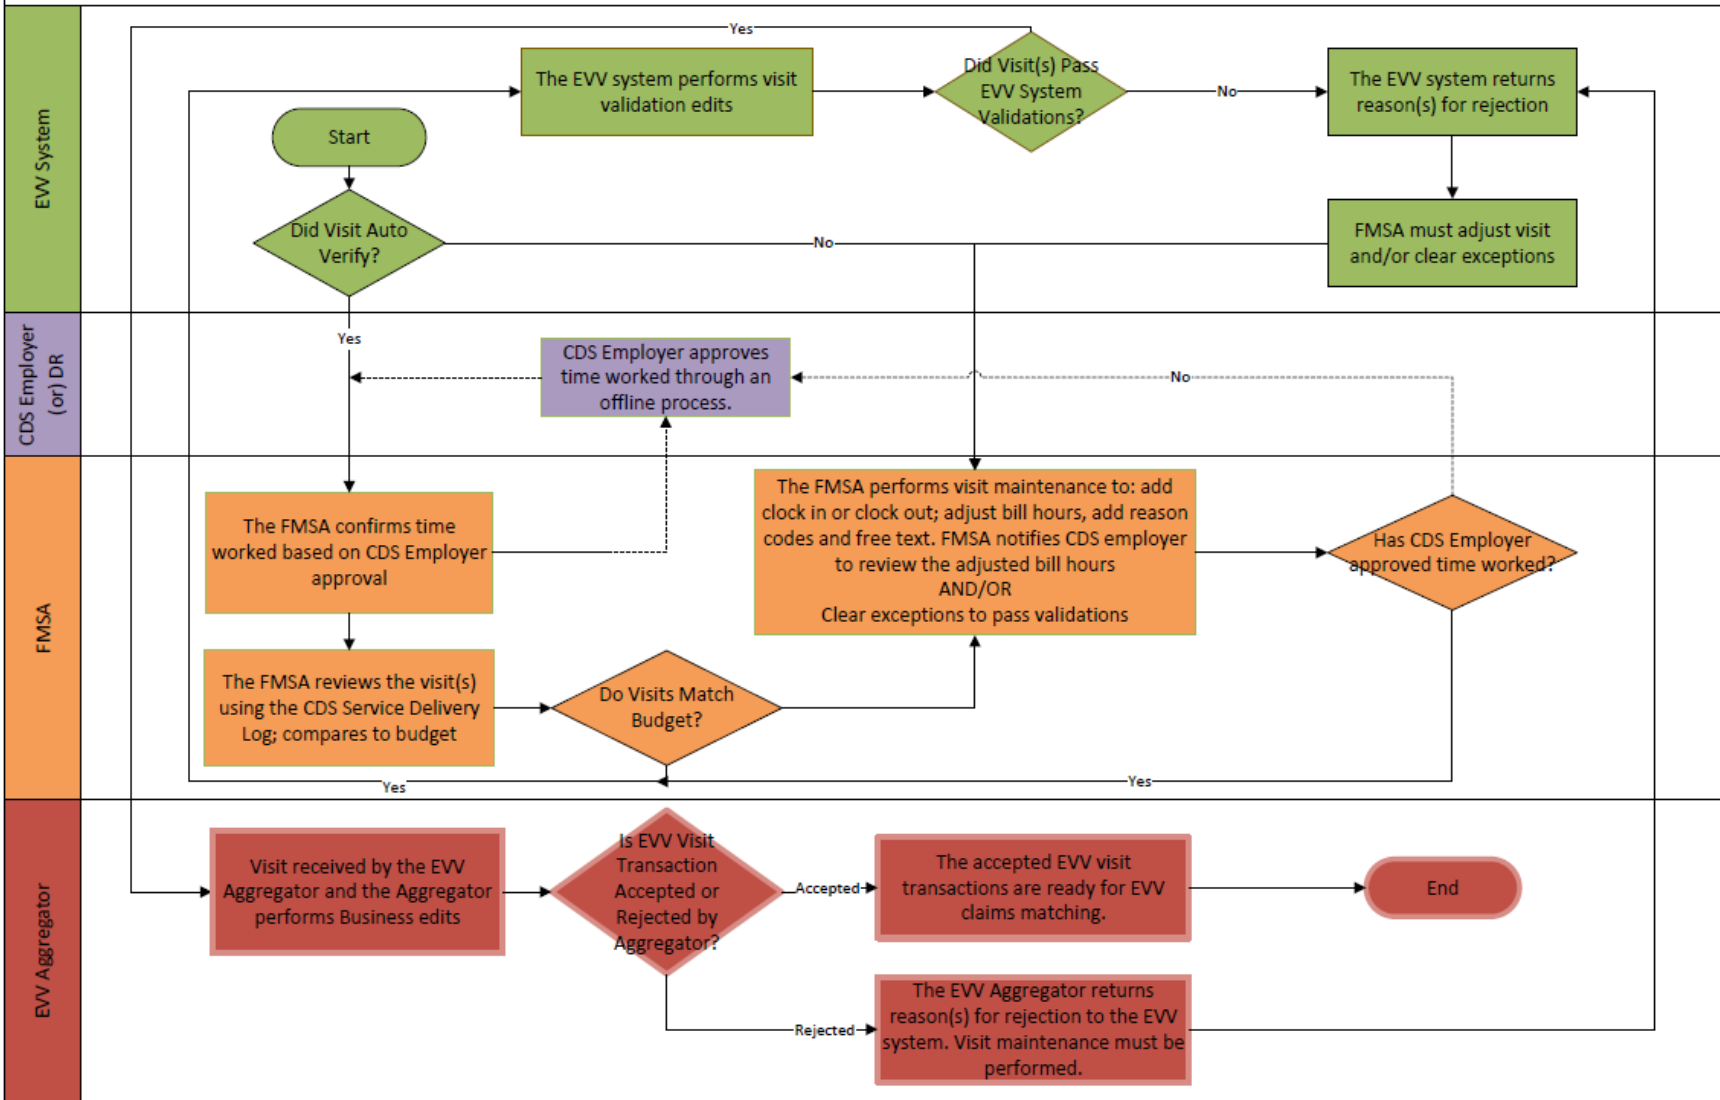 EVV System
Yes
The EVV system performs visit
validation edits
Did Visit(s) Pass
EVV System
Validations?
No
The EVV system returns
reason(s) for rejection
Start
Did Visit Auto
Verify?
No
FMSA must adjust visit
and/or clear exceptions
CDS Employer
(or) DR
Yes
CDS Employer approves
time worked through an
offline process.
No
FMSA
The FMSA confirms time
worked based on CDS Employer
approval
The FMSA performs visit maintenance to: add
clock in or clock out; adjust bill hours, add reason
codes and free text. FMSA notifies CDS employer
to review the adjusted bill hours
AND/OR
Clear exceptions to pass validations
Has CDS Employer
approved time worked?
The FMSA reviews the visit(s)
using the CDS Service Delivery
Log; compares to budget
Do Visits Match
Budget?
Yes
Yes
EVV Aggregator
Visit received by the EVV
Aggregator and the Aggregator
performs Business edits
Is EVV Visit
Transaction
Accepted or
Rejected by
Aggregator?
Accepted
The accepted EVV visit
transactions are ready for EVV
claims matching.
End
Rejected
The EVV Aggregator returns
reason(s) for rejection to the EVV
system. Visit maintenance must be
performed.